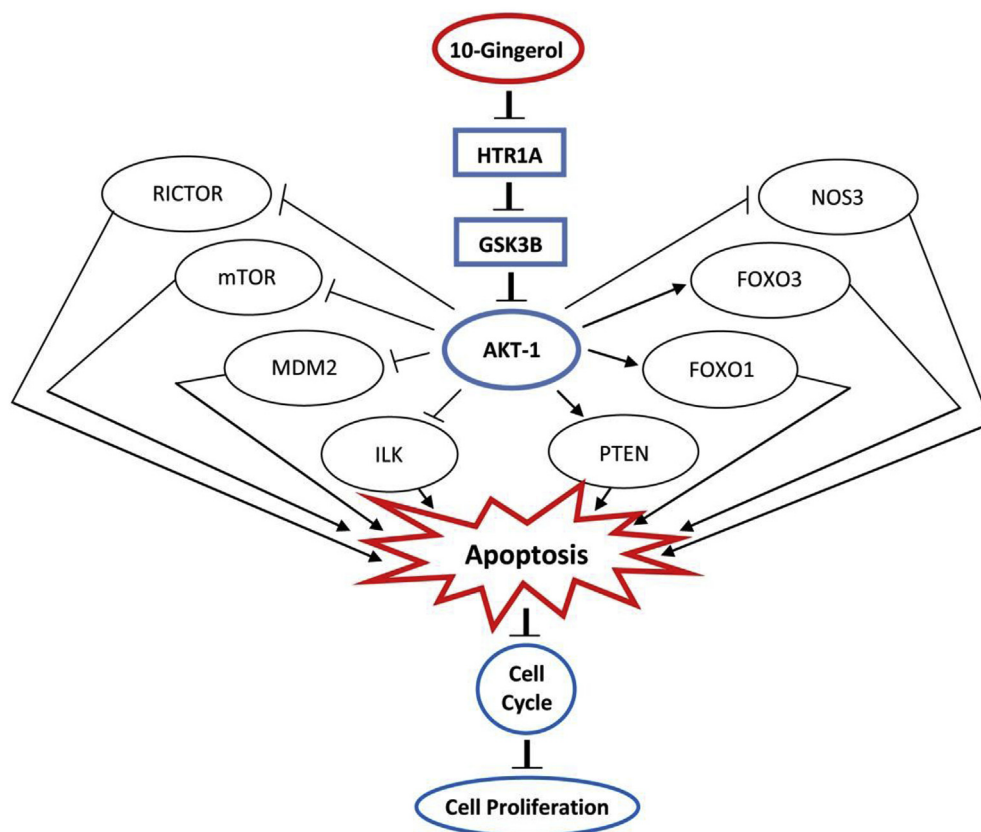 10-Gingerol
HTR1A
RICTOR
NOS3
GSK3B
mTOR
FOXO3
AKT-1
MDM2
FOXO1
ILK
PTEN
Apoptosis
Cell
Cycle
Cell Proliferation